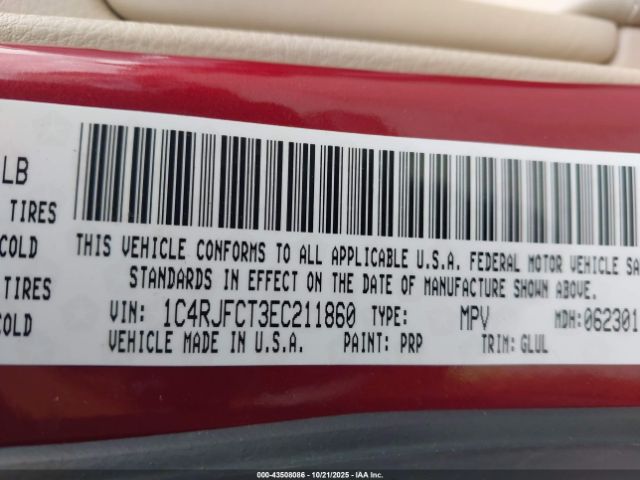 LB
TIRES
COLD
TIRES
COLD
THIS VEHICLE CONFORMS TO ALL APPLICABLE U.S.A. FEDERAL MOTOR VEHICLE SA
STANDARDS IN EFFECT ON THE DATE OF MANUFACTURE SHOWN ABOVE.
VIN: 1C4RJFCT3EC211860 TYPE: MPV MDH:062301
VEHICLE MADE IN U.S.A. PAINT: PRP TRIM: GLUL
000-43508086 - 10/21/2025 - IAA Inc.